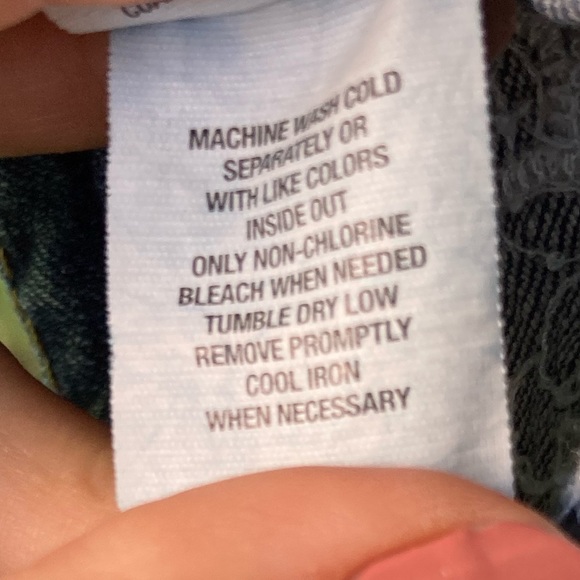 MACHINE WASH COLD
SEPARATELY OR
WITH LIKE COLORS
INSIDE OUT
ONLY NON-CHLORINE
BLEACH WHEN NEEDED
TUMBLE DRY LOW
REMOVE PROMPTLY
COOL IRON
WHEN NECESSARY